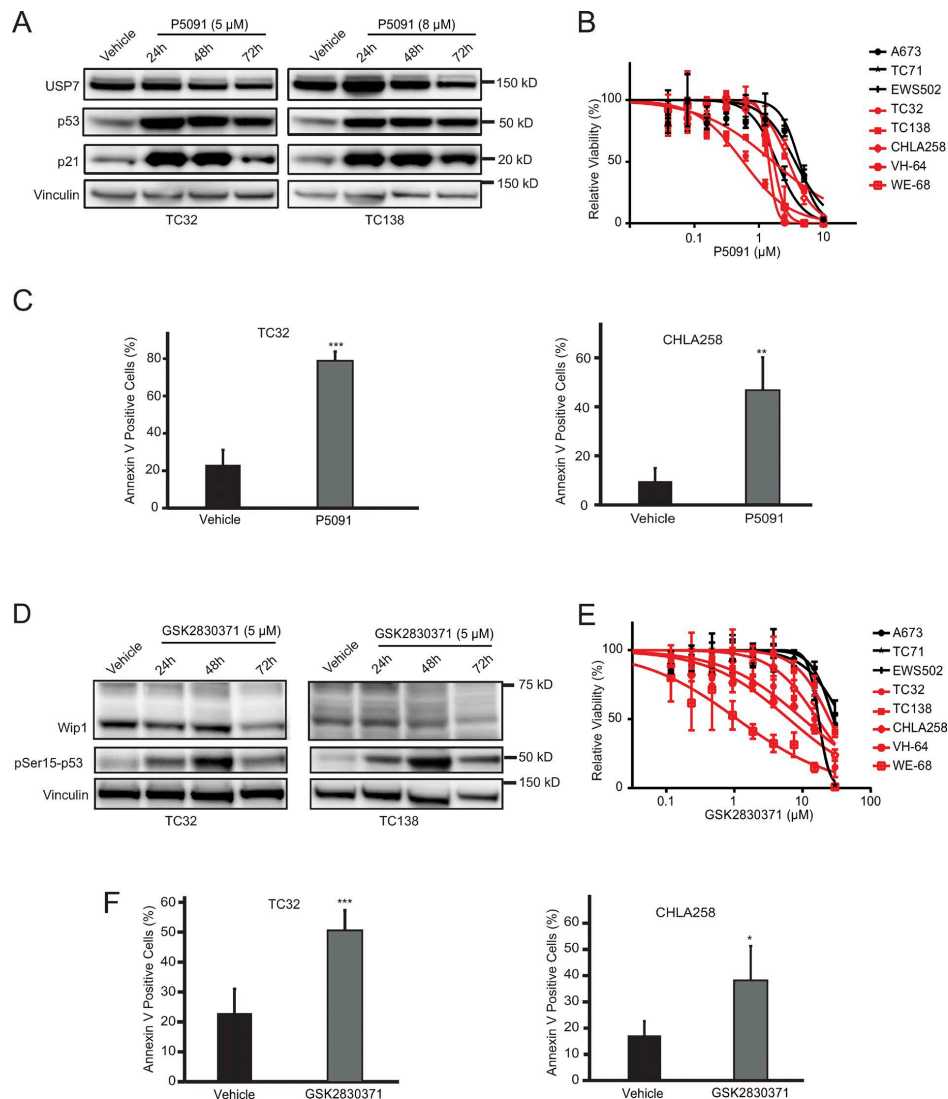 A
P5091 (5 µM)
P5091 (8 µM)
Vehicle
24h
48h
72h
Vehicle
24h
48h
72h
USP7
150 kD
p53
50 kD
p21
20 kD
150 kD
Vinculin
TC32
TC138
B
Relative Viability (%)
100
50
0
0.1
1
10
P5091 (µM)
A673
TC71
EWS502
TC32
TC138
CHLA258
VH-64
WE-68
C
TC32
Annexin V Positive Cells (%)
80
60
40
20
0
***
Vehicle
P5091
CHLA258
Annexin V Positive Cells (%)
60
40
20
0
**
Vehicle
P5091
D
GSK2830371 (5 µM)
GSK2830371 (5 µM)
Vehicle
24h
48h
72h
Vehicle
24h
48h
72h
75 kD
Wip1
pSer15-p53
50 kD
150 kD
Vinculin
TC32
TC138
E
Relative Viability (%)
100
50
0
0.1
1
10
100
GSK2830371 (µM)
A673
TC71
EWS502
TC32
TC138
CHLA258
VH-64
WE-68
F
TC32
Annexin V Positive Cells (%)
60
50
40
30
20
10
0
***
Vehicle
GSK2830371
CHLA258
Annexin V Positive Cells (%)
60
50
40
30
20
10
0
*
Vehicle
GSK2830371